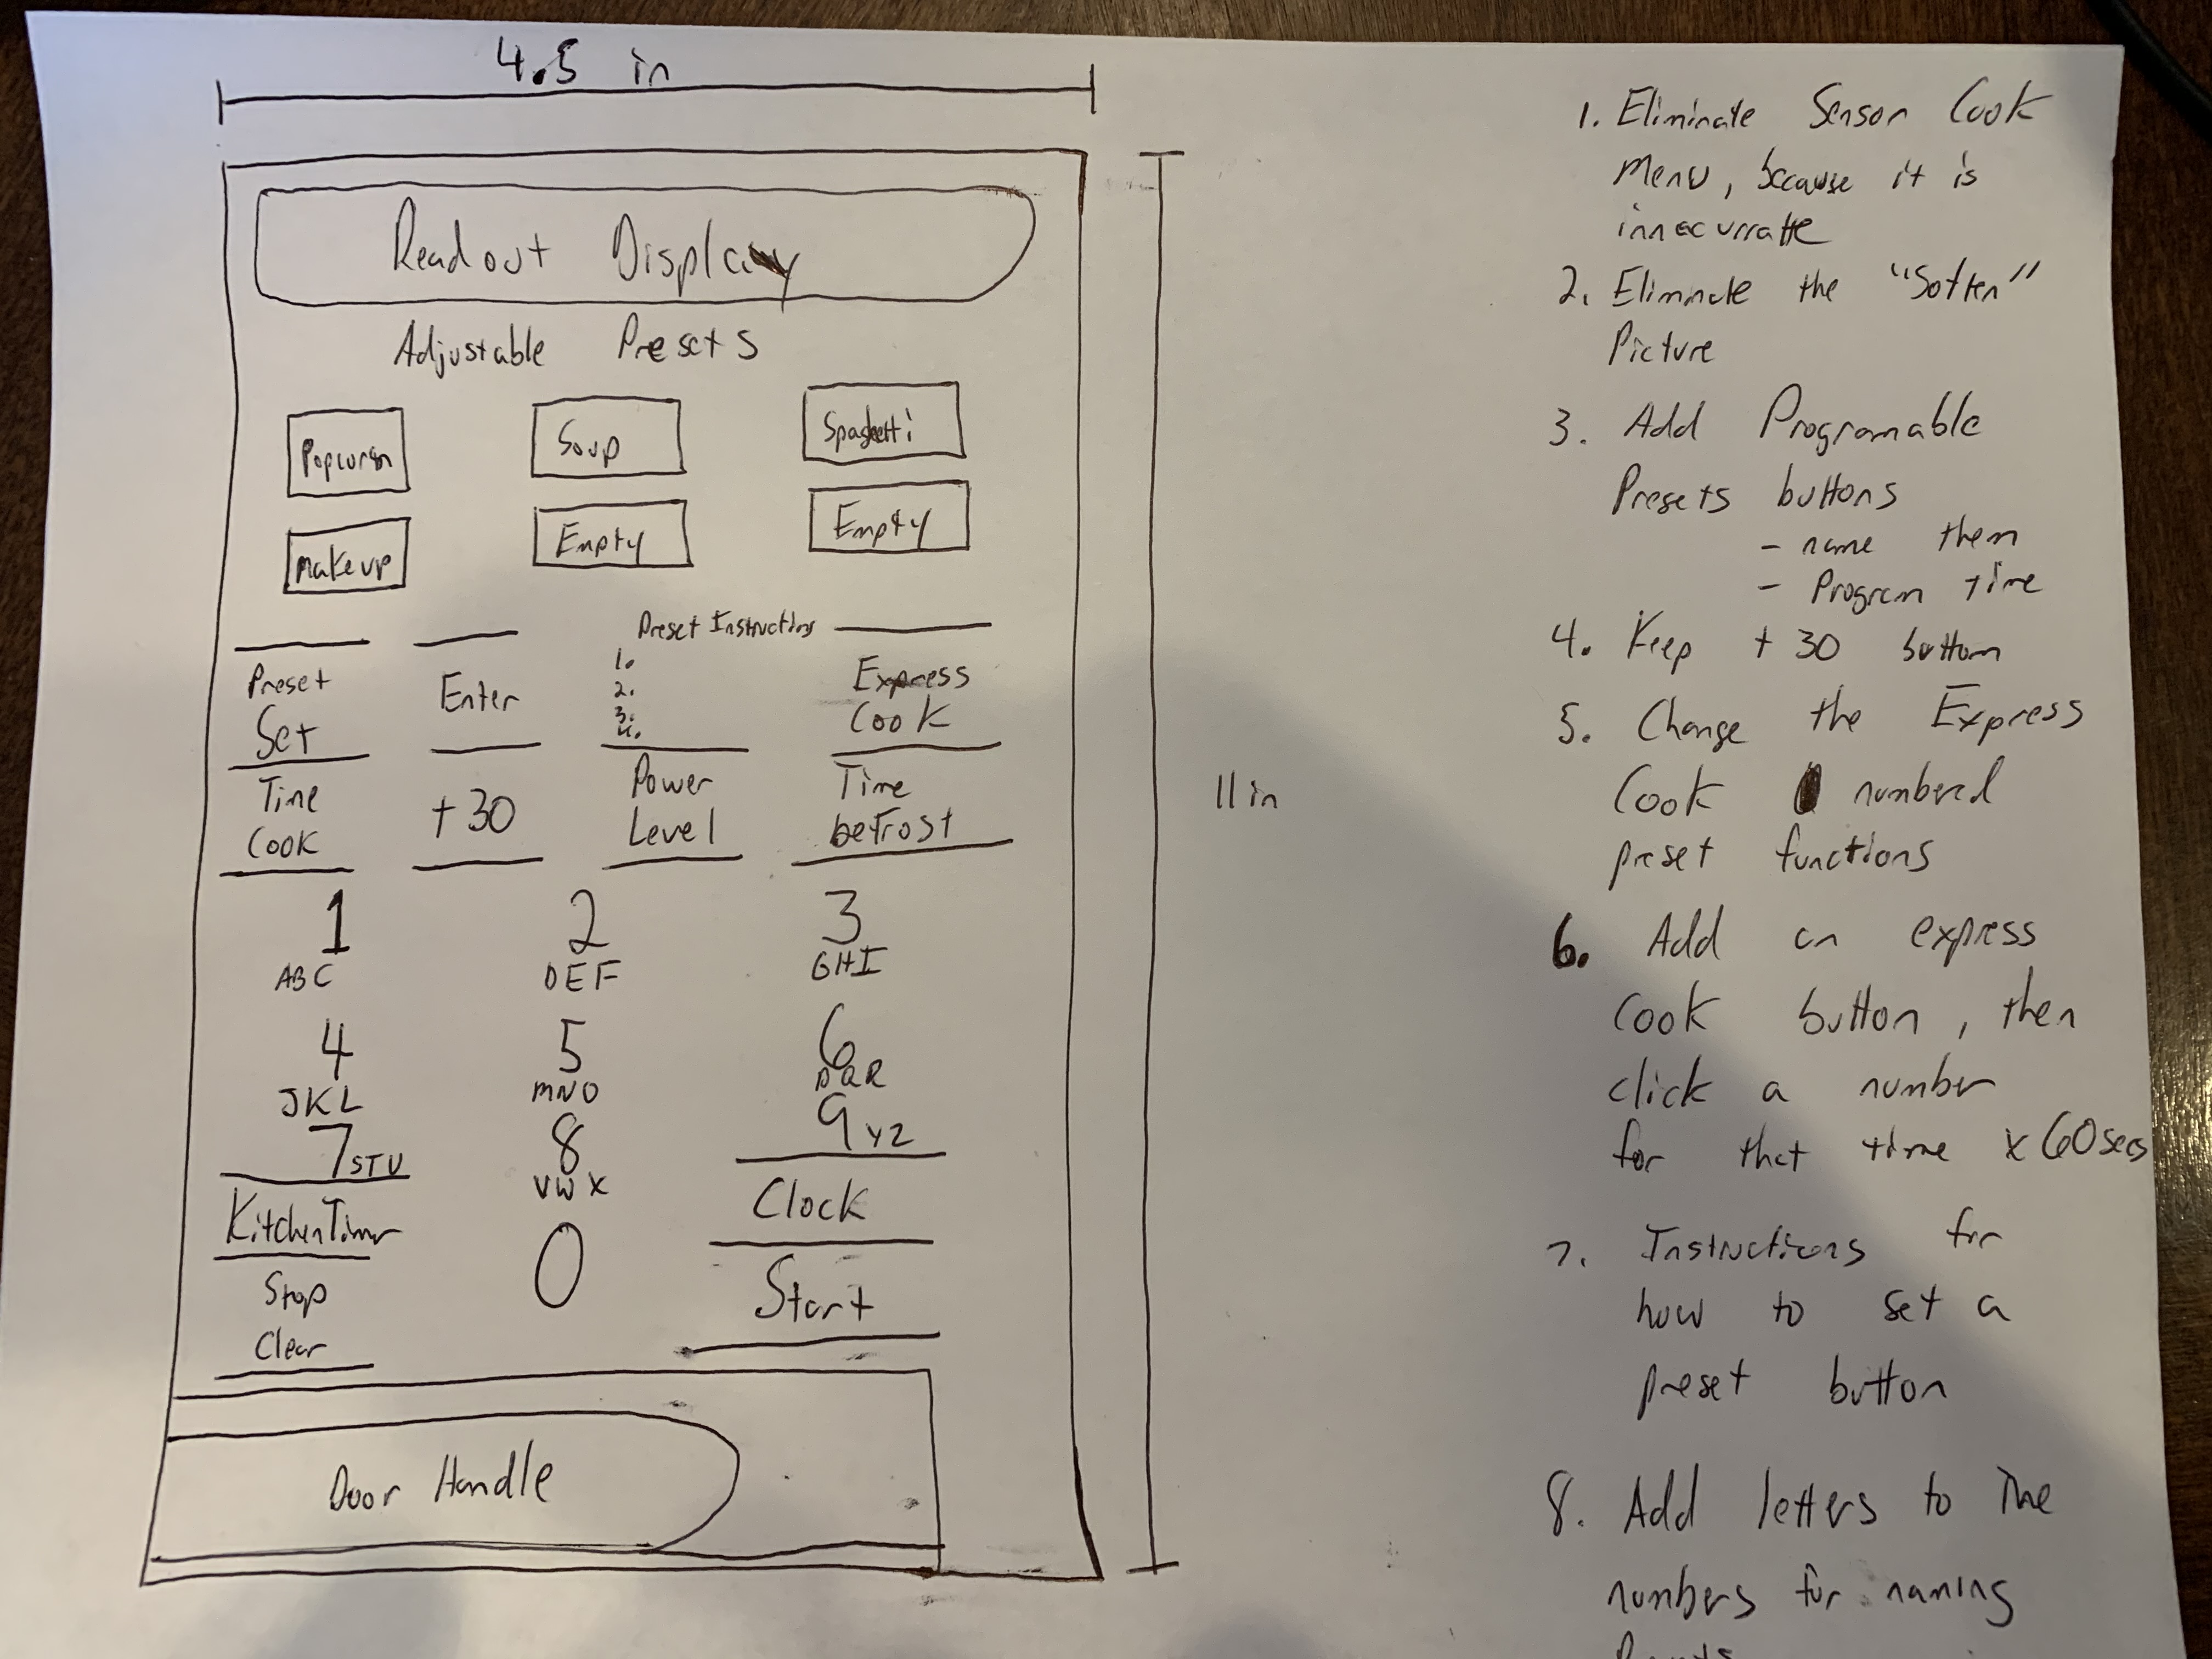 4.5 in
Readout Display
Adjustable Presets
Popcorn
Soup
Spaghetti
Makeup
Empty
Empty
Preset Instructions
Preset
Set
Enter
1.
2.
3.
4.
Express
Cook
Time
Cook
+30
Power
Level
Time
DeFrost
1
ABC
2
DEF
3
GHI
4
JKL
5
MNO
6
PQR
7 STU
8
VWX
9 YZ
Kitchen Timer
Clock
Stop
Clear
0
Start
Door Handle
11 in
1. Eliminate Sensor Cook
Menu, because it is
innacurratte
2. Eliminate the "Soften"
Picture
3. Add Programable
Presets buttons
- name them
- Program time
4. Keep + 30 button
5. Change the Express
Cook numbered
preset functions
6. Add an express
Cook button, then
click a number
for that time x 60 secs
7. Instructions for
how to set a
preset button
8. Add letters to the
numbers for naming